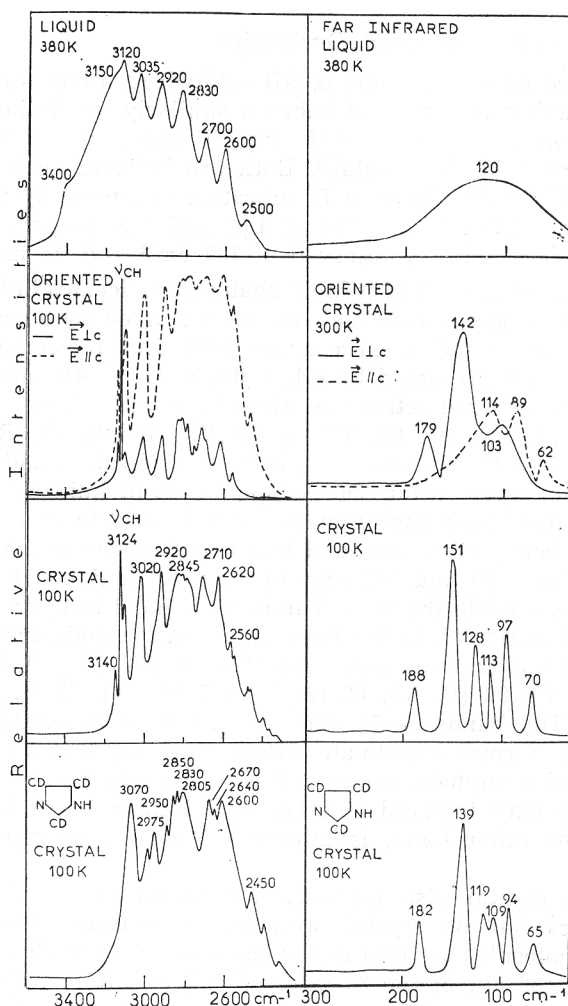 Relative Intensities
LIQUID
380K
3120
3150
3035
2920
2830
2700
2600
3400
2500
FAR INFRARED
LIQUID
380K
120
ORIENTED
CRYSTAL
100K
E⊥c
E//c
νCH
ORIENTED
CRYSTAL
300K
E⊥c
E//c
142
179
114
89
103
62
νCH
3124
CRYSTAL
100K
3020
2920
2845
2710
2620
2560
3140
CRYSTAL
100K
151
128
113
97
188
70
CD CD
N NH
CD
CRYSTAL
100K
3070
2950
2975
2850
2830
2805
2670
2640
2600
2450
CD CD
N NH
CD
CRYSTAL
100K
139
182
119
109
94
65
3400 3000 2600 cm-1 300 200 100 cm-1